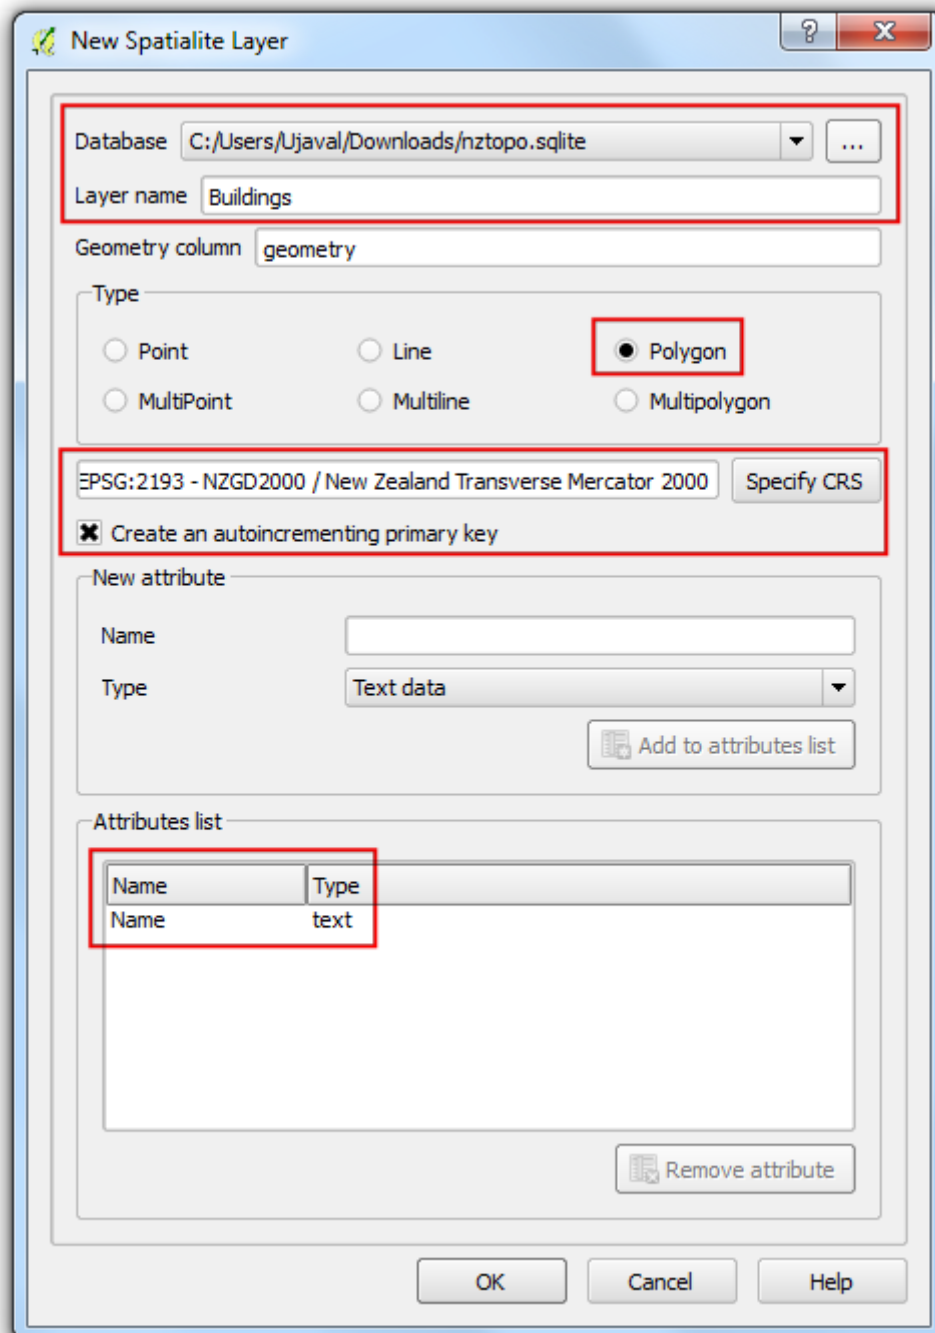 New Spatialite Layer
Database C:/Users/Ujaval/Downloads/nztopo.sqlite ...
Layer name Buildings
Geometry column geometry
Type
Point Line Polygon
MultiPoint Multiline Multipolygon
EPSG:2193 - NZGD2000 / New Zealand Transverse Mercator 2000 Specify CRS
Create an autoincrementing primary key
New attribute
Name
Type Text data
Add to attributes list
Attributes list
Name Type
Name text
Remove attribute
OK Cancel Help